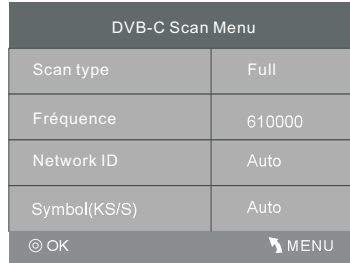 DVB-C Scan Menu
Scan type Full
Fréquence 610000
Network ID Auto
Symbol(KS/S) Auto
OK MENU